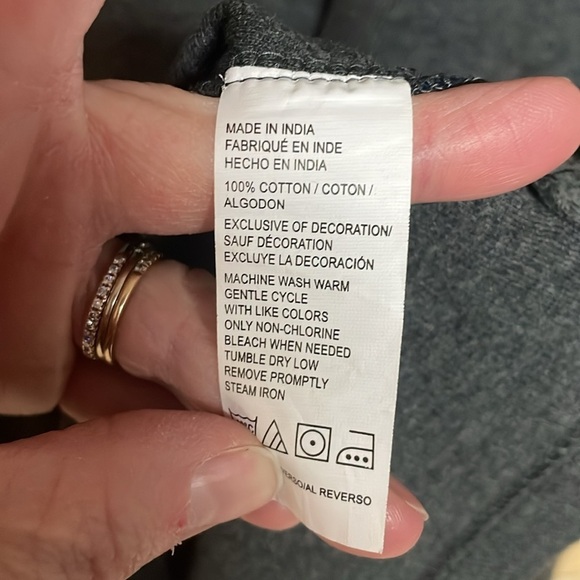 MADE IN INDIA
FABRIQUÉ EN INDE
HECHO EN INDIA
100% COTTON / COTON /
ALGODON
EXCLUSIVE OF DECORATION/
SAUF DÉCORATION
EXCLUYE LA DECORACIÓN
MACHINE WASH WARM
GENTLE CYCLE
WITH LIKE COLORS
ONLY NON-CHLORINE
BLEACH WHEN NEEDED
TUMBLE DRY LOW
REMOVE PROMPTLY
STEAM IRON
VERSO/AL REVERSO